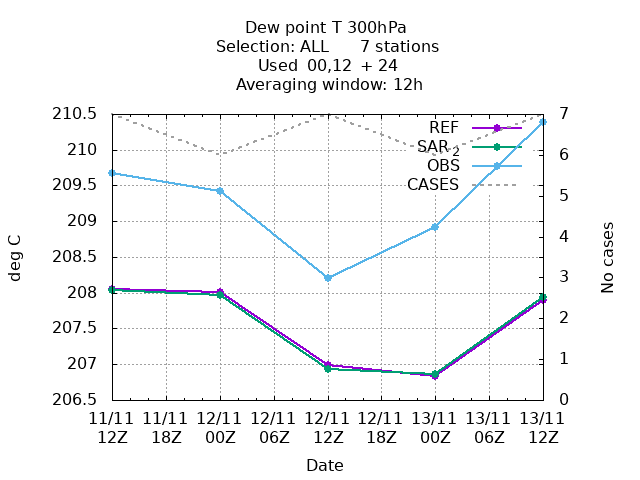 Dew point T 300hPa
Selection: ALL 7 stations
Used 00,12 + 24
Averaging window: 12h
210.5
210
209.5
209
208.5
208
207.5
207
206.5
deg C
7
6
5
4
3
2
1
0
No cases
REF
SAR 2
OBS
CASES
11/11 11/11 12/11 12/11 12/11 12/11 13/11 13/11 13/11
12Z 18Z 00Z 06Z 12Z 18Z 00Z 06Z 12Z
Date